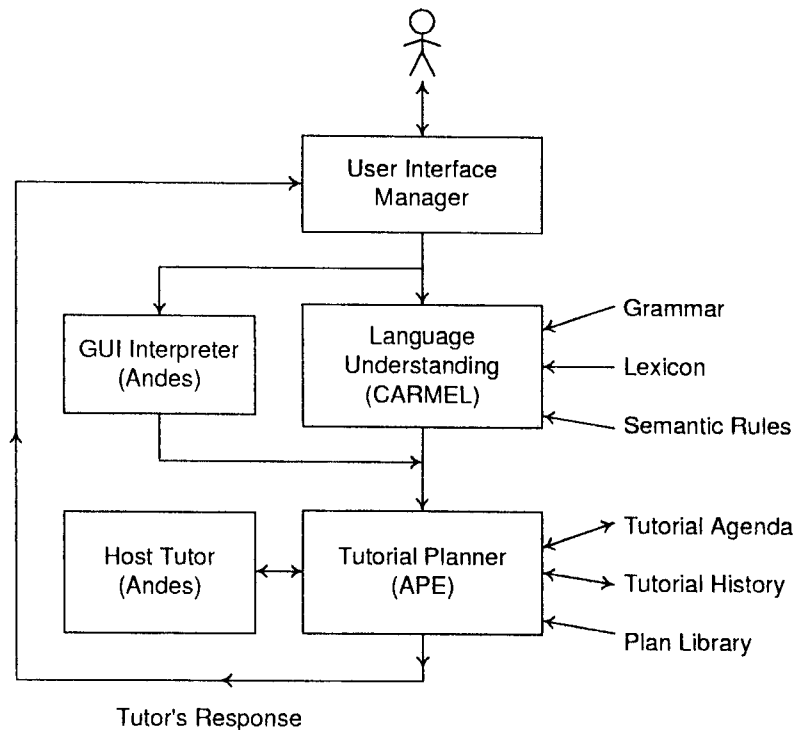 User Interface
Manager
GUI Interpreter
(Andes)
Language
Understanding
(CARMEL)
Grammar
Lexicon
Semantic Rules
Host Tutor
(Andes)
Tutorial Planner
(APE)
Tutorial Agenda
Tutorial History
Plan Library
Tutor's Response